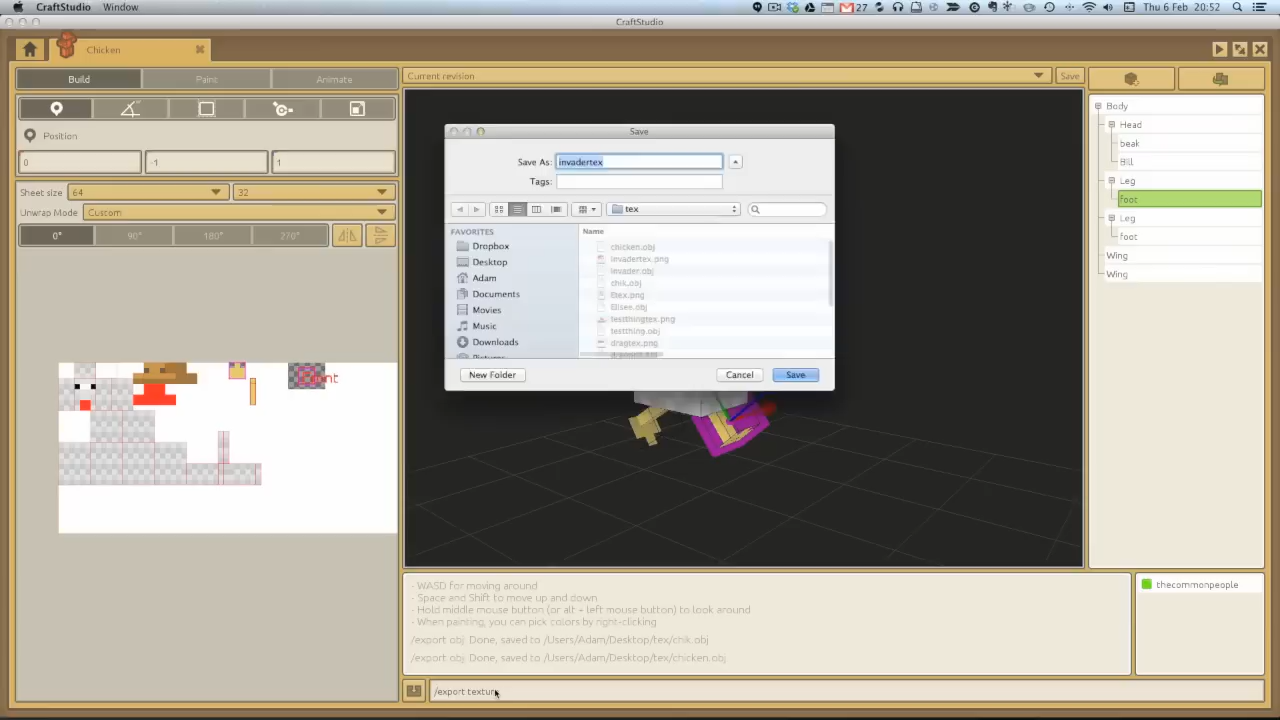 CraftStudio Window
27
Thu 6 Feb 20:52
CraftStudio
Chicken
Build Paint Animate
Position
0 -1 1
Sheet size 64 32
Unwrap Mode Custom
0° 90° 180° 270°
Current revision Save
Save
Save As: invadertex
Tags:
tex
FAVORITES
Dropbox
Desktop
Adam
Documents
Movies
Music
Downloads
Pictures
Name
chicken.obj
invadertex.png
invader.obj
chik.obj
testthingtex.png
testthing.obj
dragtex.png
New Folder Cancel Save
Body
Head
beak
Bill
Leg
foot
Leg
foot
Wing
Wing
- WASD for moving around
- Space and Shift to move up and down
- Hold middle mouse button (or alt + left mouse button) to look around
- When painting, you can pick colors by right-clicking
/export obj: Done, saved to /Users/Adam/Desktop/tex/chik.obj
/export obj: Done, saved to /Users/Adam/Desktop/tex/chicken.obj
thecommonpeople
/export textur